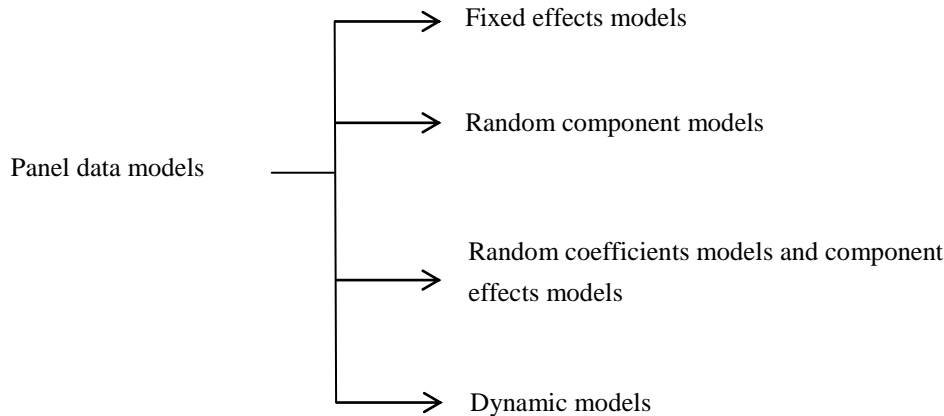 Fixed effects models
Random component models
Panel data models
Random coefficients models and component
effects models
Dynamic models